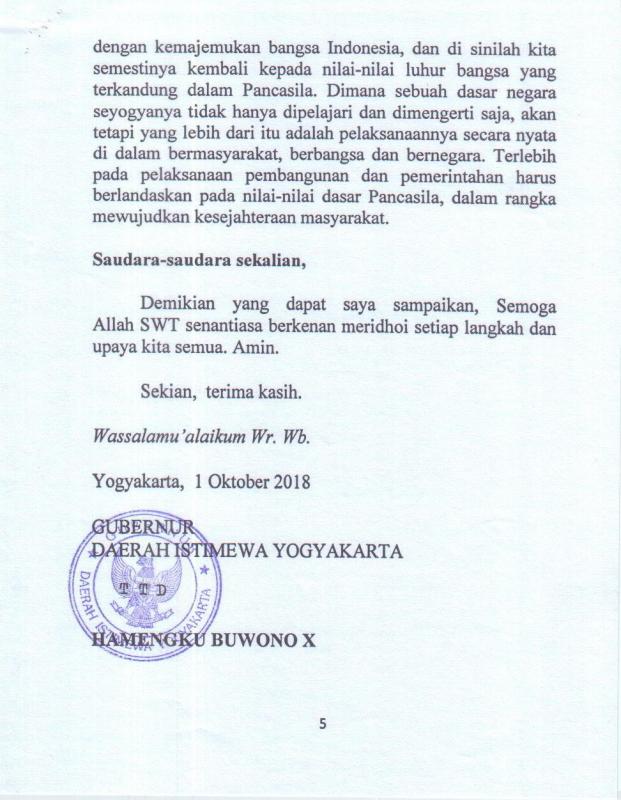 dengan kemajemukan bangsa Indonesia, dan di sinilah kita
semestinya kembali kepada nilai-nilai luhur bangsa yang
terkandung dalam Pancasila. Dimana sebuah dasar negara
seyogyanya tidak hanya dipelajari dan dimengerti saja, akan
tetapi yang lebih dari itu adalah pelaksanaannya secara nyata
di dalam bermasyarakat, berbangsa dan bernegara. Terlebih
pada pelaksanaan pembangunan dan pemerintahan harus
berlandaskan pada nilai-nilai dasar Pancasila, dalam rangka
mewujudkan kesejahteraan masyarakat.
Saudara-saudara sekalian,
Demikian yang dapat saya sampaikan, Semoga
Allah SWT senantiasa berkenan meridhoi setiap langkah dan
upaya kita semua. Amin.
Sekian, terima kasih.
Wassalamu’alaikum Wr. Wb.
Yogyakarta, 1 Oktober 2018
GUBERNUR
DAERAH ISTIMEWA YOGYAKARTA
GUBERNUR
DAERAH ISTIMEWA YOGYAKARTA
TTD
HAMENGKU BUWONO X
5